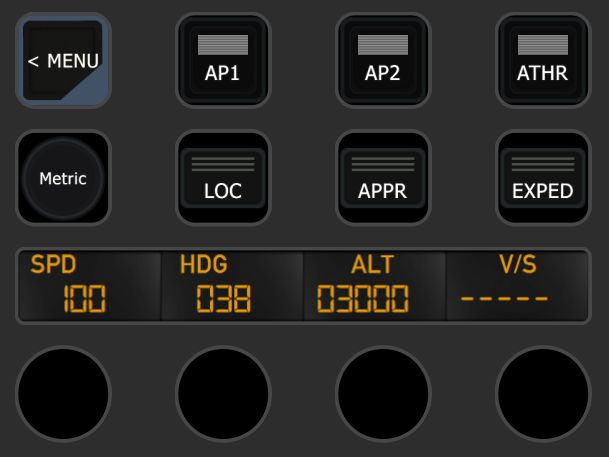 < MENU
AP1
AP2
ATHR
Metric
LOC
APPR
EXPED
SPD HDG ALT V/S
100 038 03000 -----